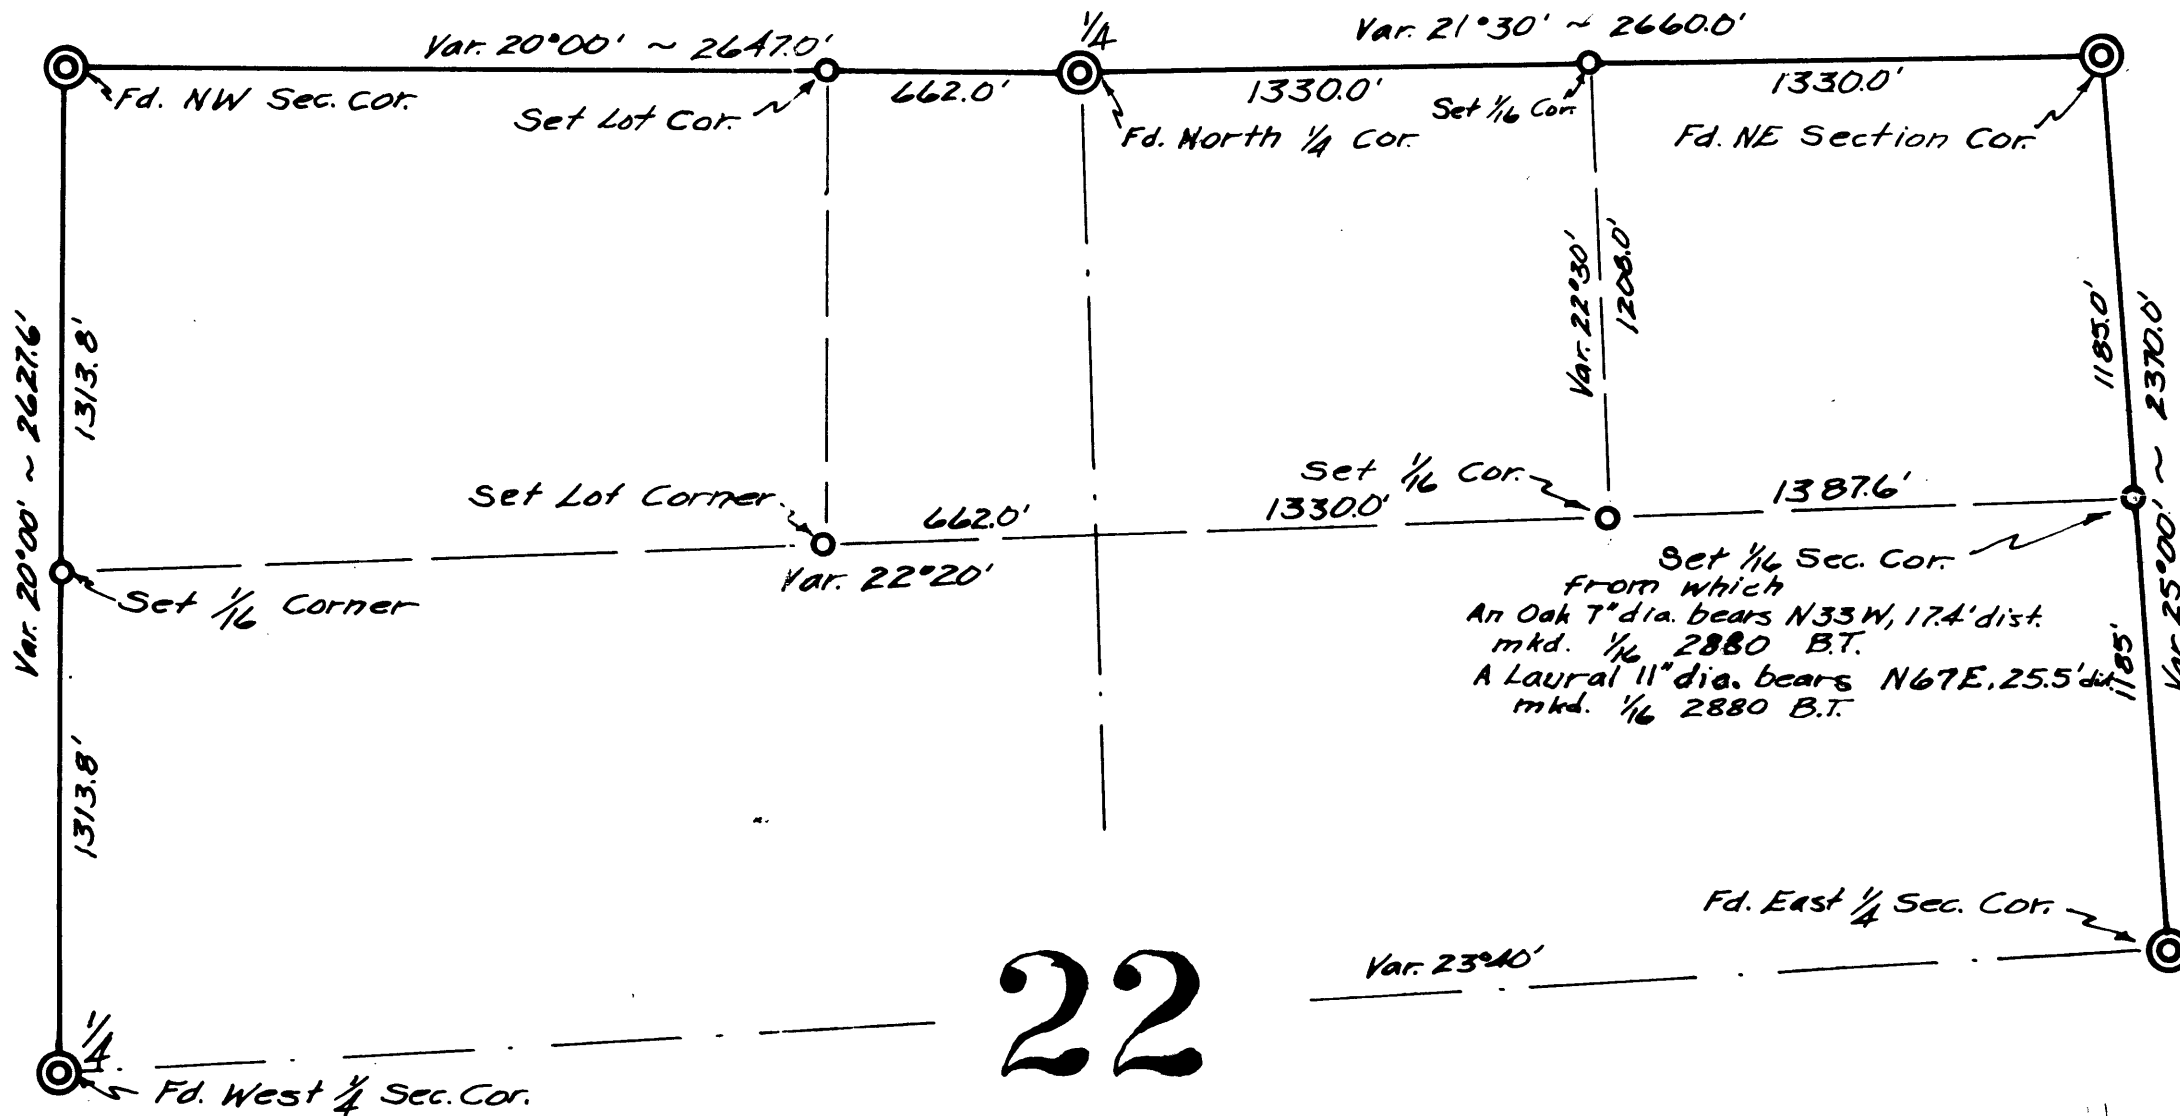 Var. 20°00' ~ 2647.0'
1/4
Var. 21°30' ~ 2660.0'
Fd. NW Sec. Cor.
Set Lot Cor.
662.0'
Fd. North 1/4 Cor.
1330.0'
Set 1/16 Cor.
1330.0'
Fd. NE Section Cor.
Var. 20°00' ~ 2627.6'
1313.8'
Var. 22°30'
1208.0'
1185.0'
Var. 25°00' ~ 2370.0'
Set Lot Corner
662.0'
Set 1/16 Cor.
1330.0'
1387.6'
Var. 22°20'
Set 1/16 Corner
Set 1/16 Sec. Cor.
from which
An Oak 7" dia. bears N33W, 17.4' dist.
mkd. 1/16 2880 B.T.
A Laural 11" dia. bears N67E, 25.5' dist.
mkd. 1/16 2880 B.T.
1185'
1313.8'
Fd. East 1/4 Sec. Cor.
Var. 23°40'
22
1/4
Fd. West 1/4 Sec. Cor.